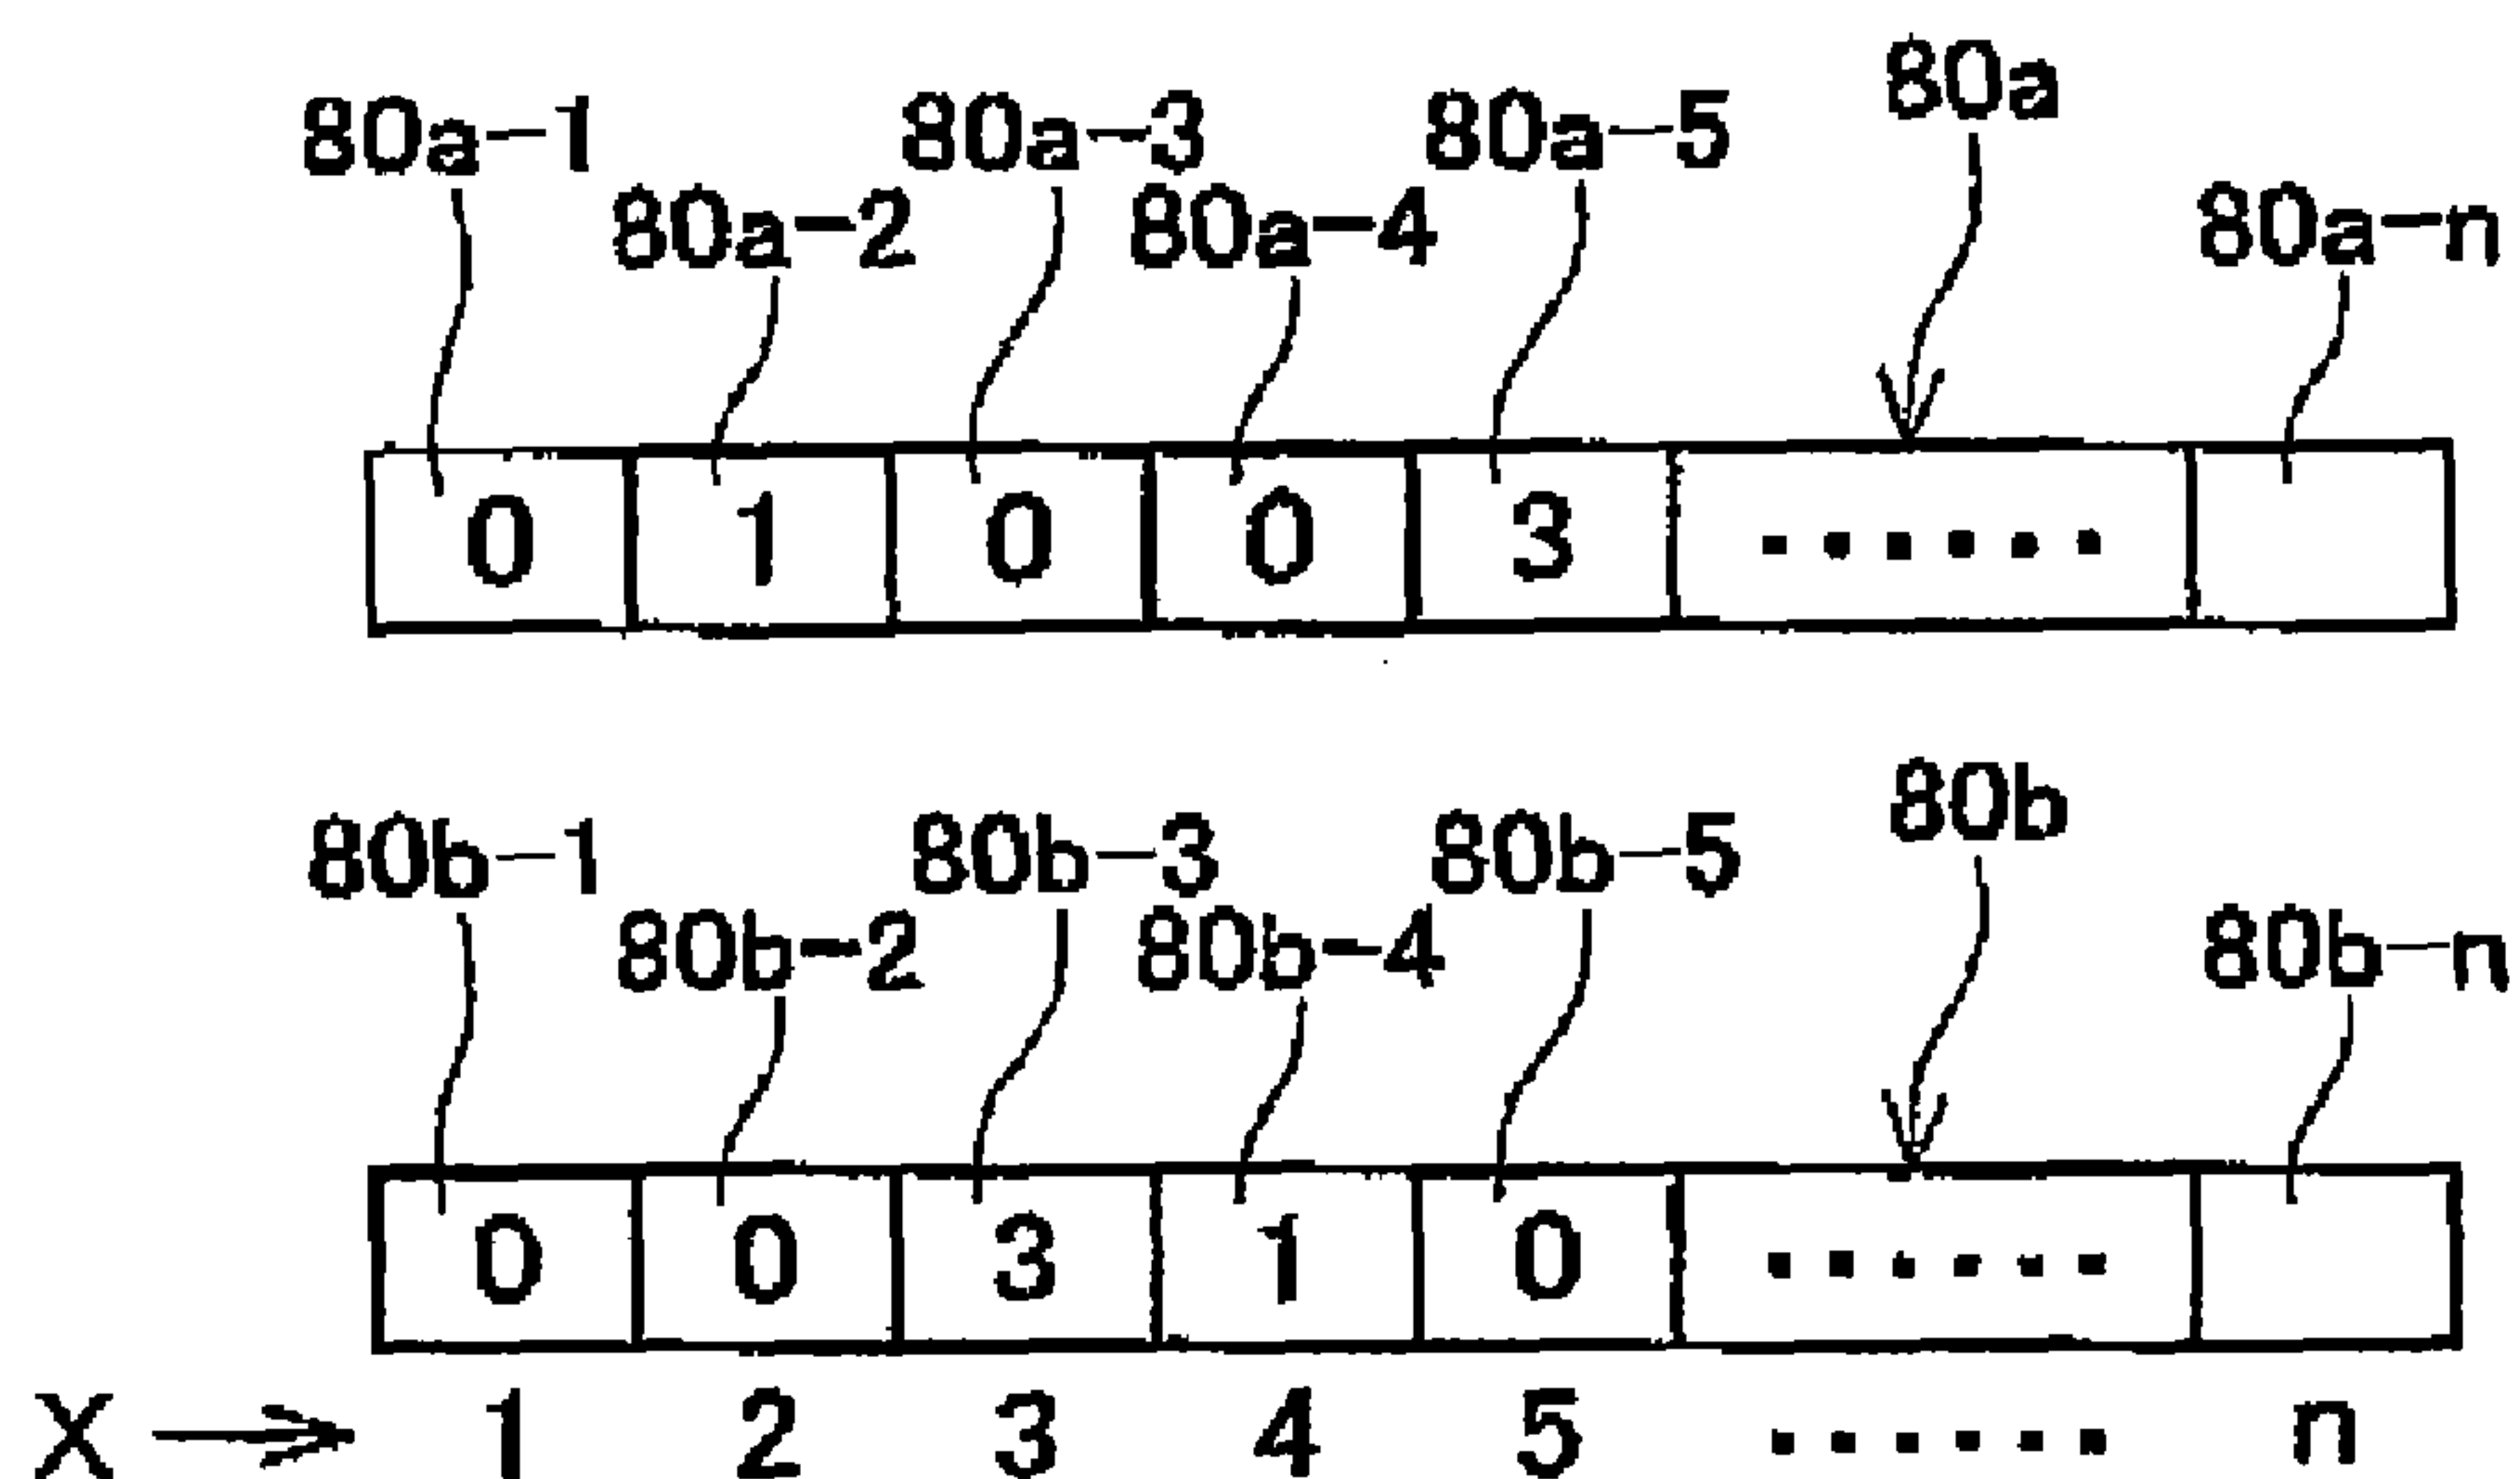 80a
80a-1 80a-3 80a-5
80a-2 80a-4 80a-n
0 1 0 0 3 ······
80b
80b-1 80b-3 80b-5
80b-2 80b-4 80b-n
0 0 3 1 0 ······
X → 1 2 3 4 5 ······ n